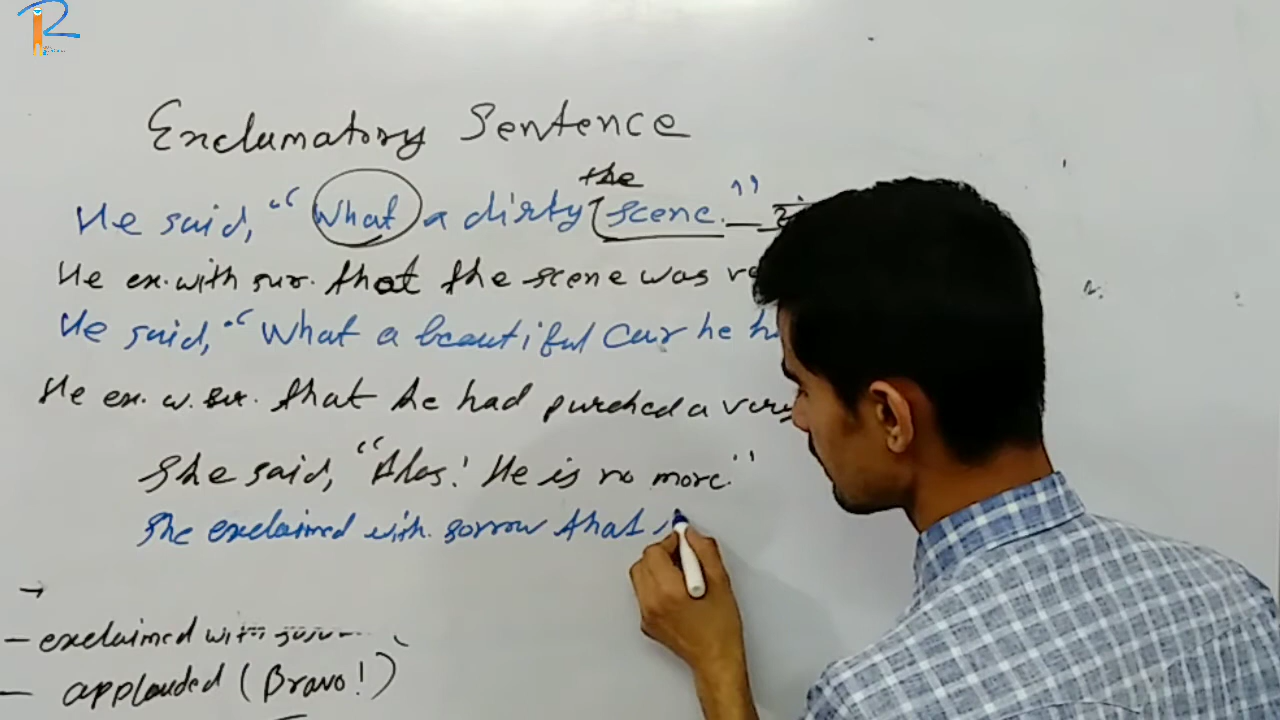 Exclamatory Sentence
the
He said, "What a dirty scene."
He ex. with sur. that the scene was ve
He said, "What a beautiful Car he h
He ex. w. sur. that he had purched a very
She said, "Alas! He is no more"
She exclaimed with sorrow that
→
- exclaimed with
- applouded (Bravo!)